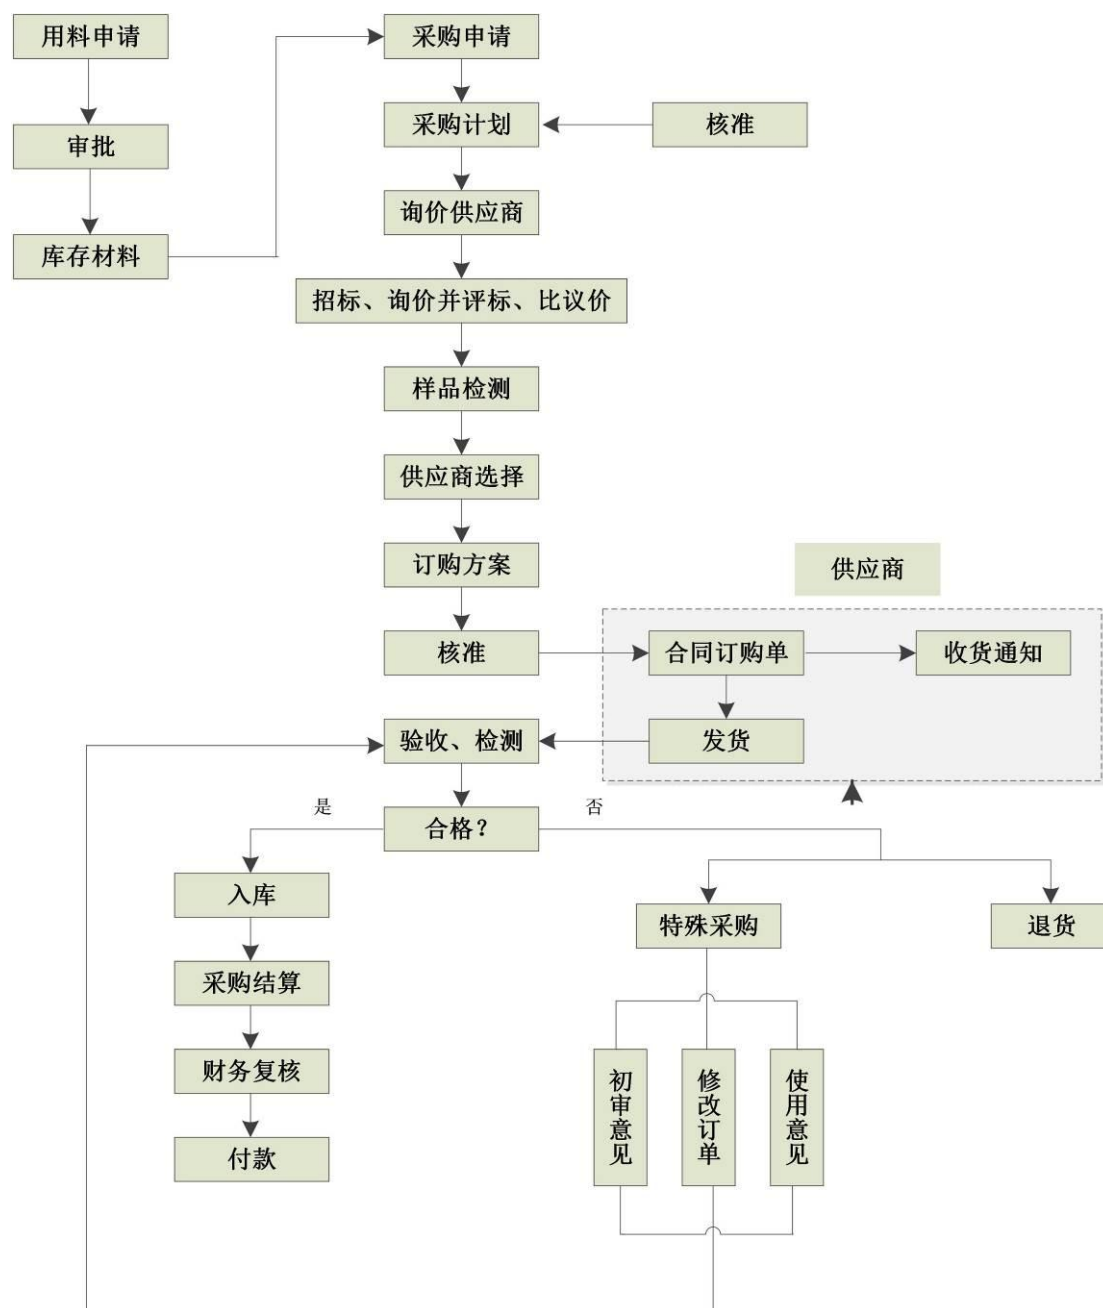 用料申请
采购申请
采购计划
核准
审批
询价供应商
库存材料
招标、询价并评标、比议价
样品检测
供应商选择
订购方案
供应商
核准
合同订购单
收货通知
验收、检测
发货
是
合格？
否
入库
特殊采购
退货
采购结算
财务复核
初审意见
修改订单
使用意见
付款